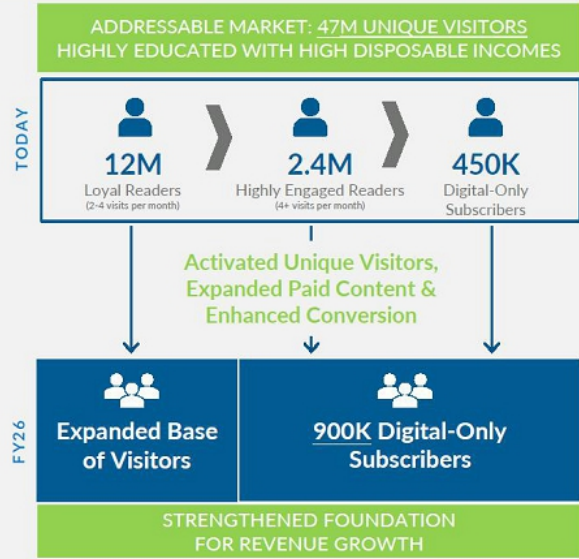 ADDRESSABLE MARKET: 47M UNIQUE VISITORS
HIGHLY EDUCATED WITH HIGH DISPOSABLE INCOMES
TODAY
12M
Loyal Readers
(2-4 visits per month)
2.4M
Highly Engaged Readers
(4+ visits per month)
450K
Digital-Only
Subscribers
Activated Unique Visitors,
Expanded Paid Content &
Enhanced Conversion
FY26
Expanded Base
of Visitors
900K Digital-Only
Subscribers
STRENGTHENED FOUNDATION
FOR REVENUE GROWTH